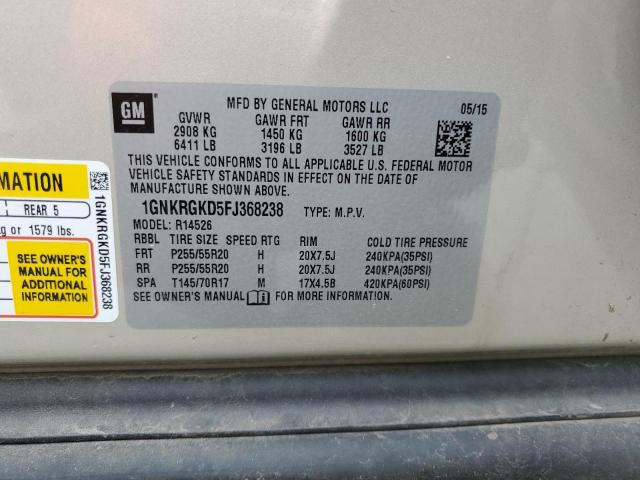 GM
MFD BY GENERAL MOTORS LLC 05/15
GVWR GAWR FRT GAWR RR
2908 KG 1450 KG 1600 KG
6411 LB 3196 LB 3527 LB
THIS VEHICLE CONFORMS TO ALL APPLICABLE U.S. FEDERAL MOTOR
VEHICLE SAFETY STANDARDS IN EFFECT ON THE DATE OF
MANUFACTURE SHOWN ABOVE.
1GNKRGKD5FJ368238 TYPE: M.P.V.
MODEL: R14526
RBBL TIRE SIZE SPEED RTG RIM COLD TIRE PRESSURE
FRT P255/55R20 H 20X7.5J 240KPA(35PSI)
RR P255/55R20 H 20X7.5J 240KPA(35PSI)
SPA T145/70R17 M 17X4.5B 420KPA(60PSI)
SEE OWNER'S MANUAL FOR MORE INFORMATION.
MATION
REAR 5
kg or 1579 lbs.
SEE OWNER'S
MANUAL FOR
ADDITIONAL
INFORMATION
1GNKRGKD5FJ368238